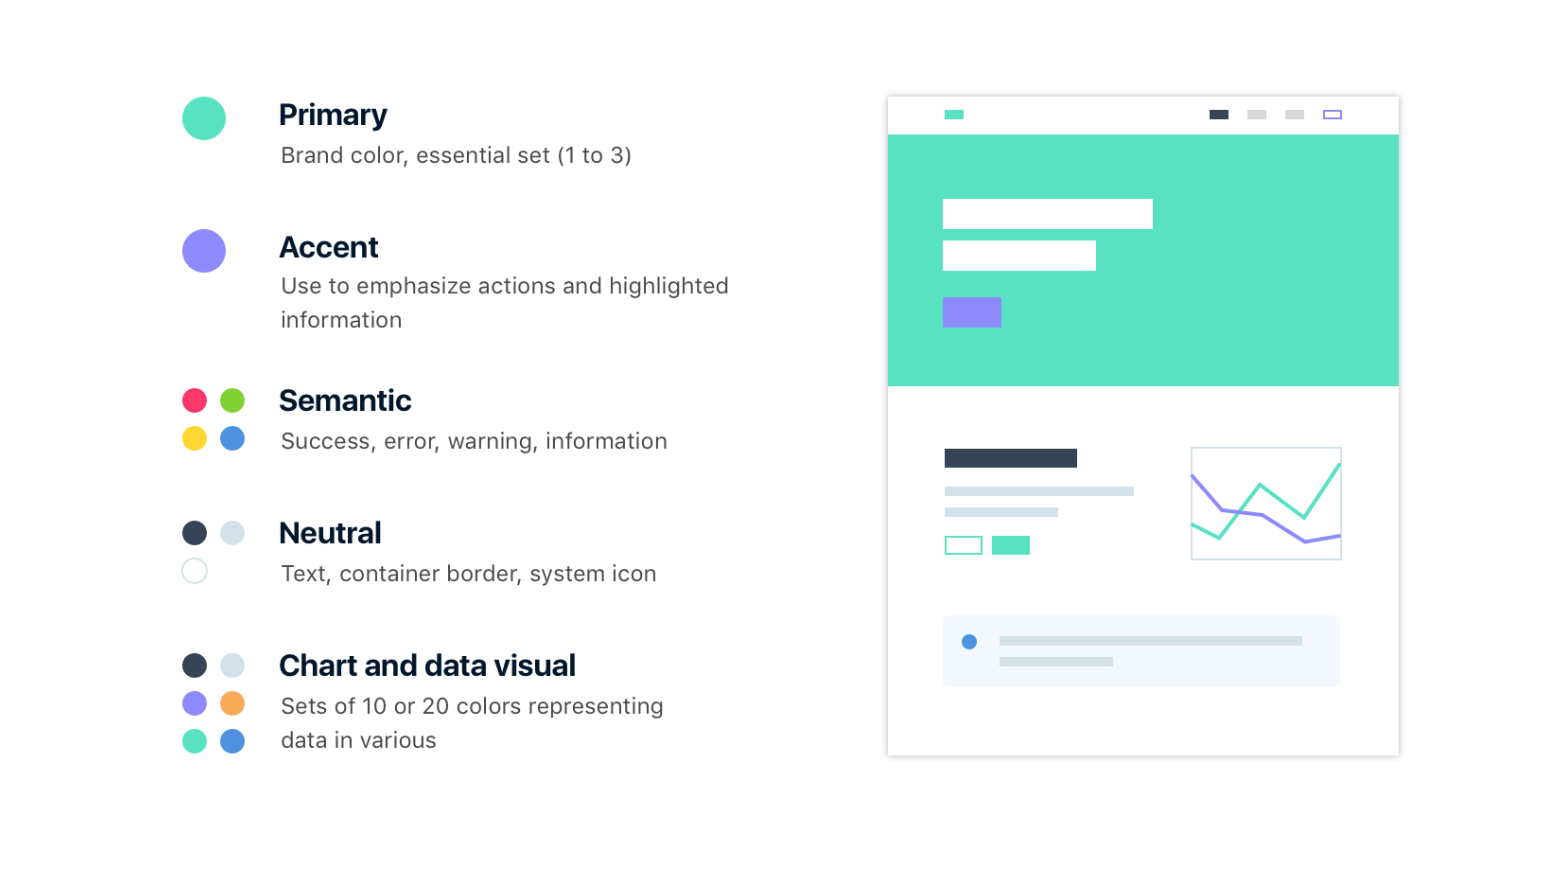 Primary
Brand color, essential set (1 to 3)
Accent
Use to emphasize actions and highlighted
information
Semantic
Success, error, warning, information
Neutral
Text, container border, system icon
Chart and data visual
Sets of 10 or 20 colors representing
data in various